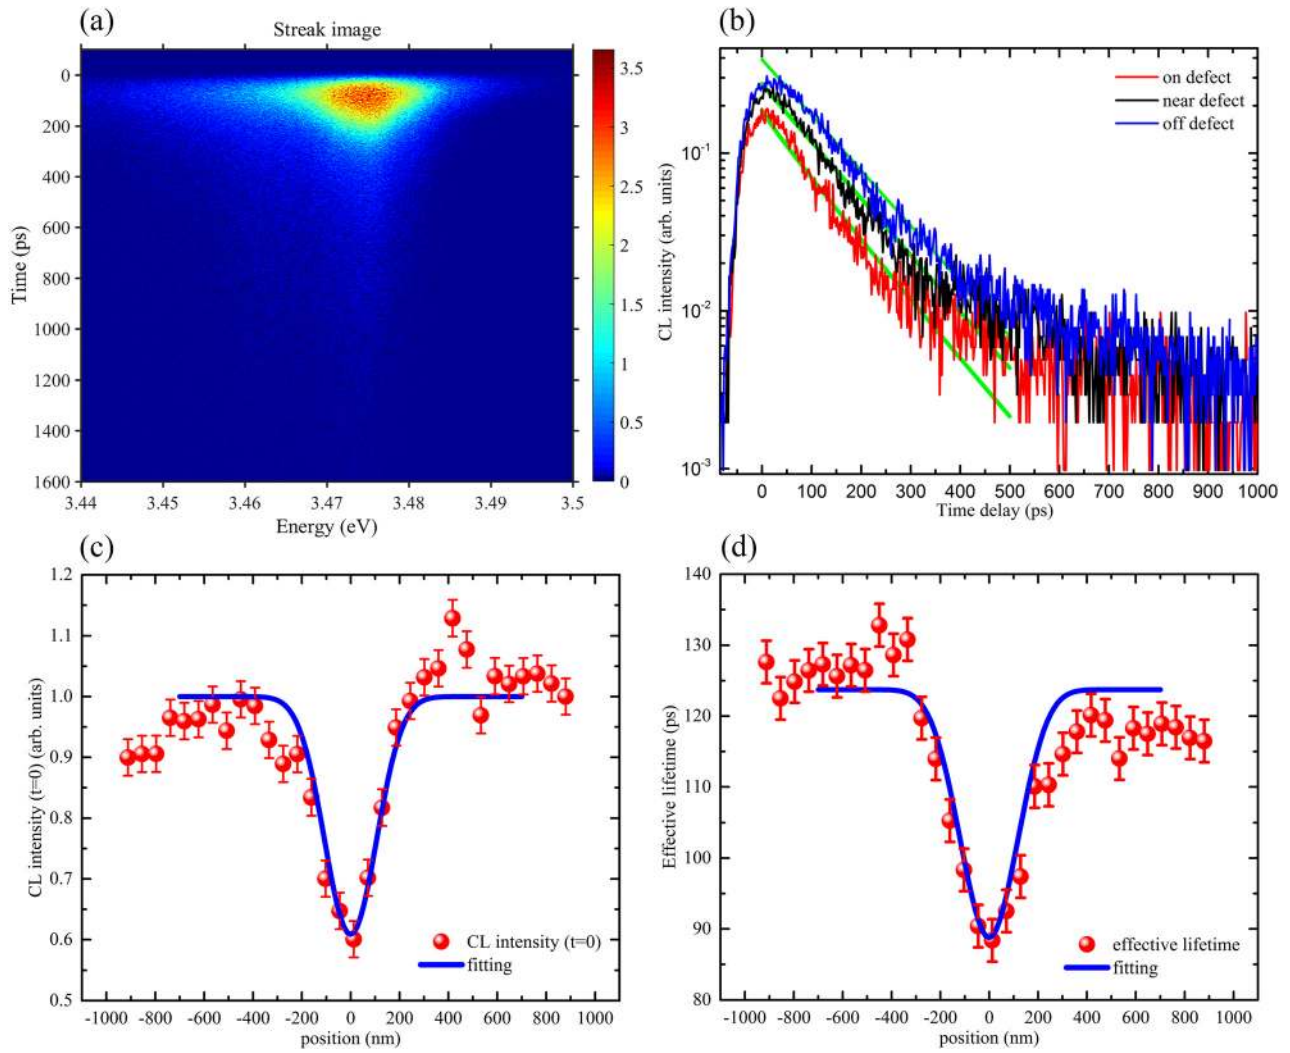 (a)
Streak image
0
200
400
600
800
1000
1200
1400
1600
Time (ps)
3.44
3.45
3.46
3.47
3.48
3.49
3.5
Energy (eV)
3.5
3
2.5
2
1.5
1
0.5
0
(b)
on defect
near defect
off defect
10-1
10-2
10-3
CL intensity (arb. units)
0 100 200 300 400 500 600 700 800 900 1000
Time delay (ps)
(c)
1.2
1.1
1.0
0.9
0.8
0.7
0.6
0.5
CL intensity (t=0) (arb. units)
CL intensity (t=0)
fitting
-1000 -800 -600 -400 -200 0 200 400 600 800 1000
position (nm)
(d)
140
130
120
110
100
90
80
Effective lifetime (ps)
effective lifetime
fitting
-1000 -800 -600 -400 -200 0 200 400 600 800 1000
position (nm)